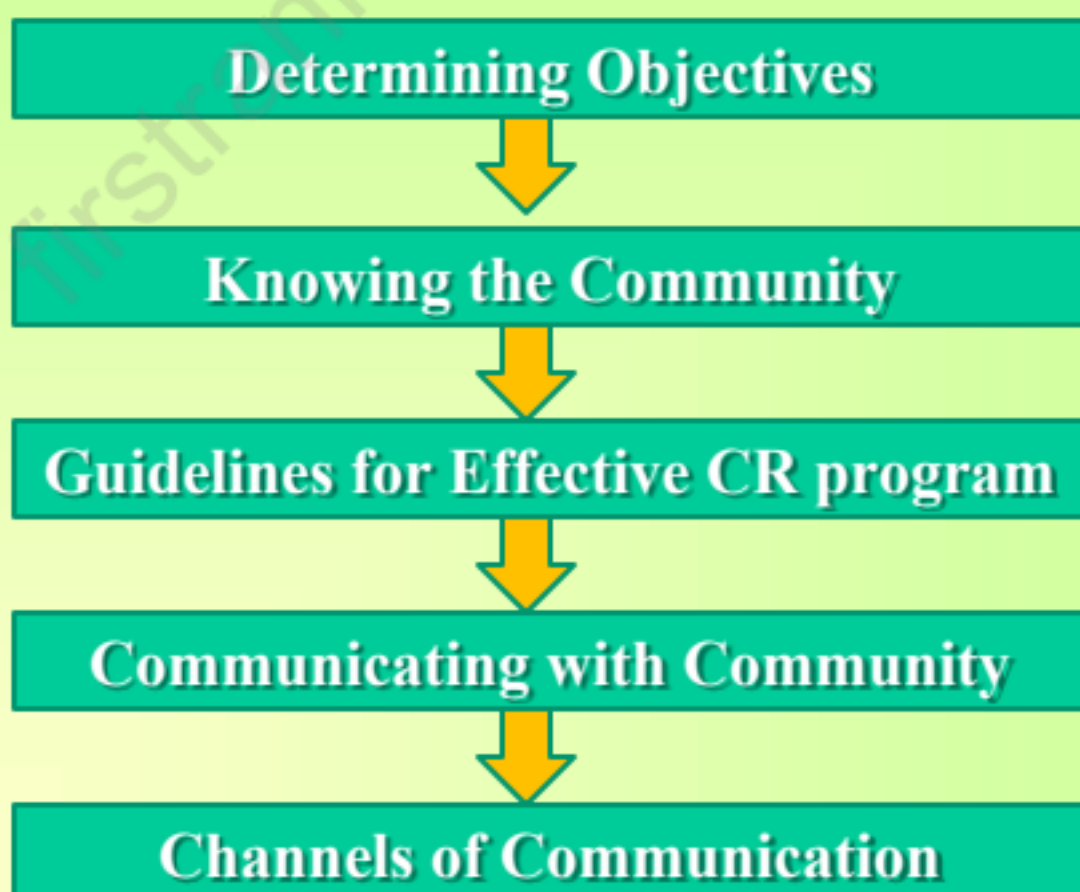 Determining Objectives
Knowing the Community
Guidelines for Effective CR program
Communicating with Community
Channels of Communication